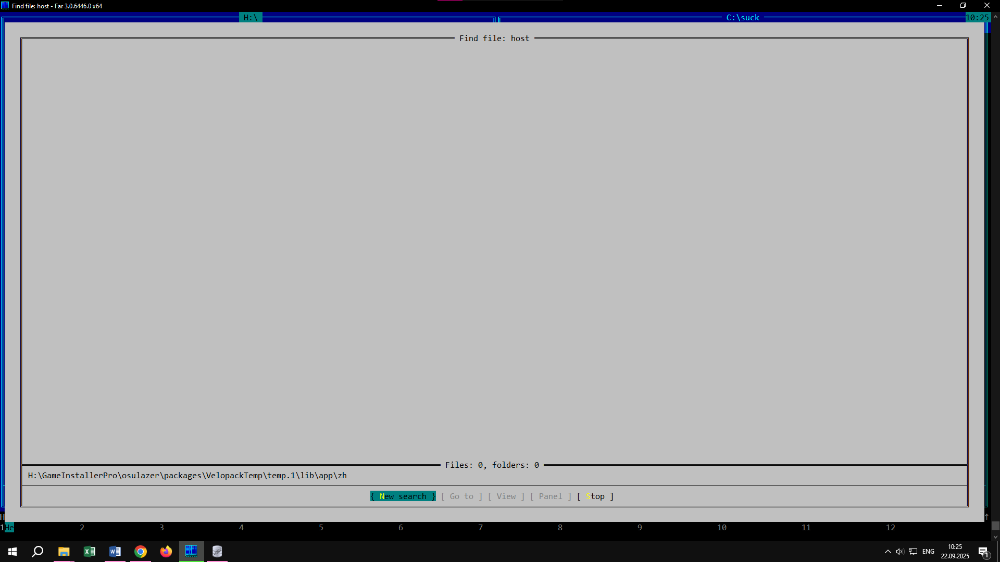 Find file: host - Far 3.0.6446.0 x64
H:\
C:\suck
10:25
Find file: host
Files: 0, folders: 0
H:\GameInstallerPro\osulazer\packages\VelopackTemp\temp.1\lib\app\zh
{ New search } [ Go to ] [ View ] [ Panel ] [ Stop ]
H
1He 2 3 4 5 6 7 8 9 10 11 12
ENG
10:25
22.09.2025
1